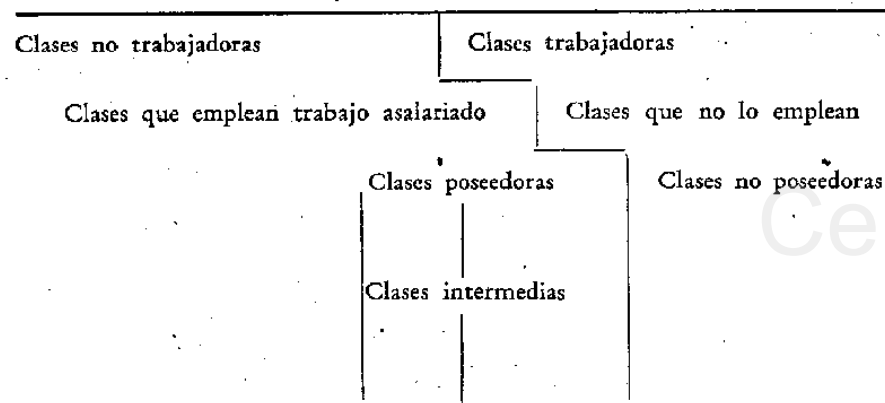 Clases no trabajadoras Clases trabajadoras
Clases que emplean trabajo asalariado Clases que no lo emplean
Clases poseedoras Clases no poseedoras
Ce
Clases intermedias